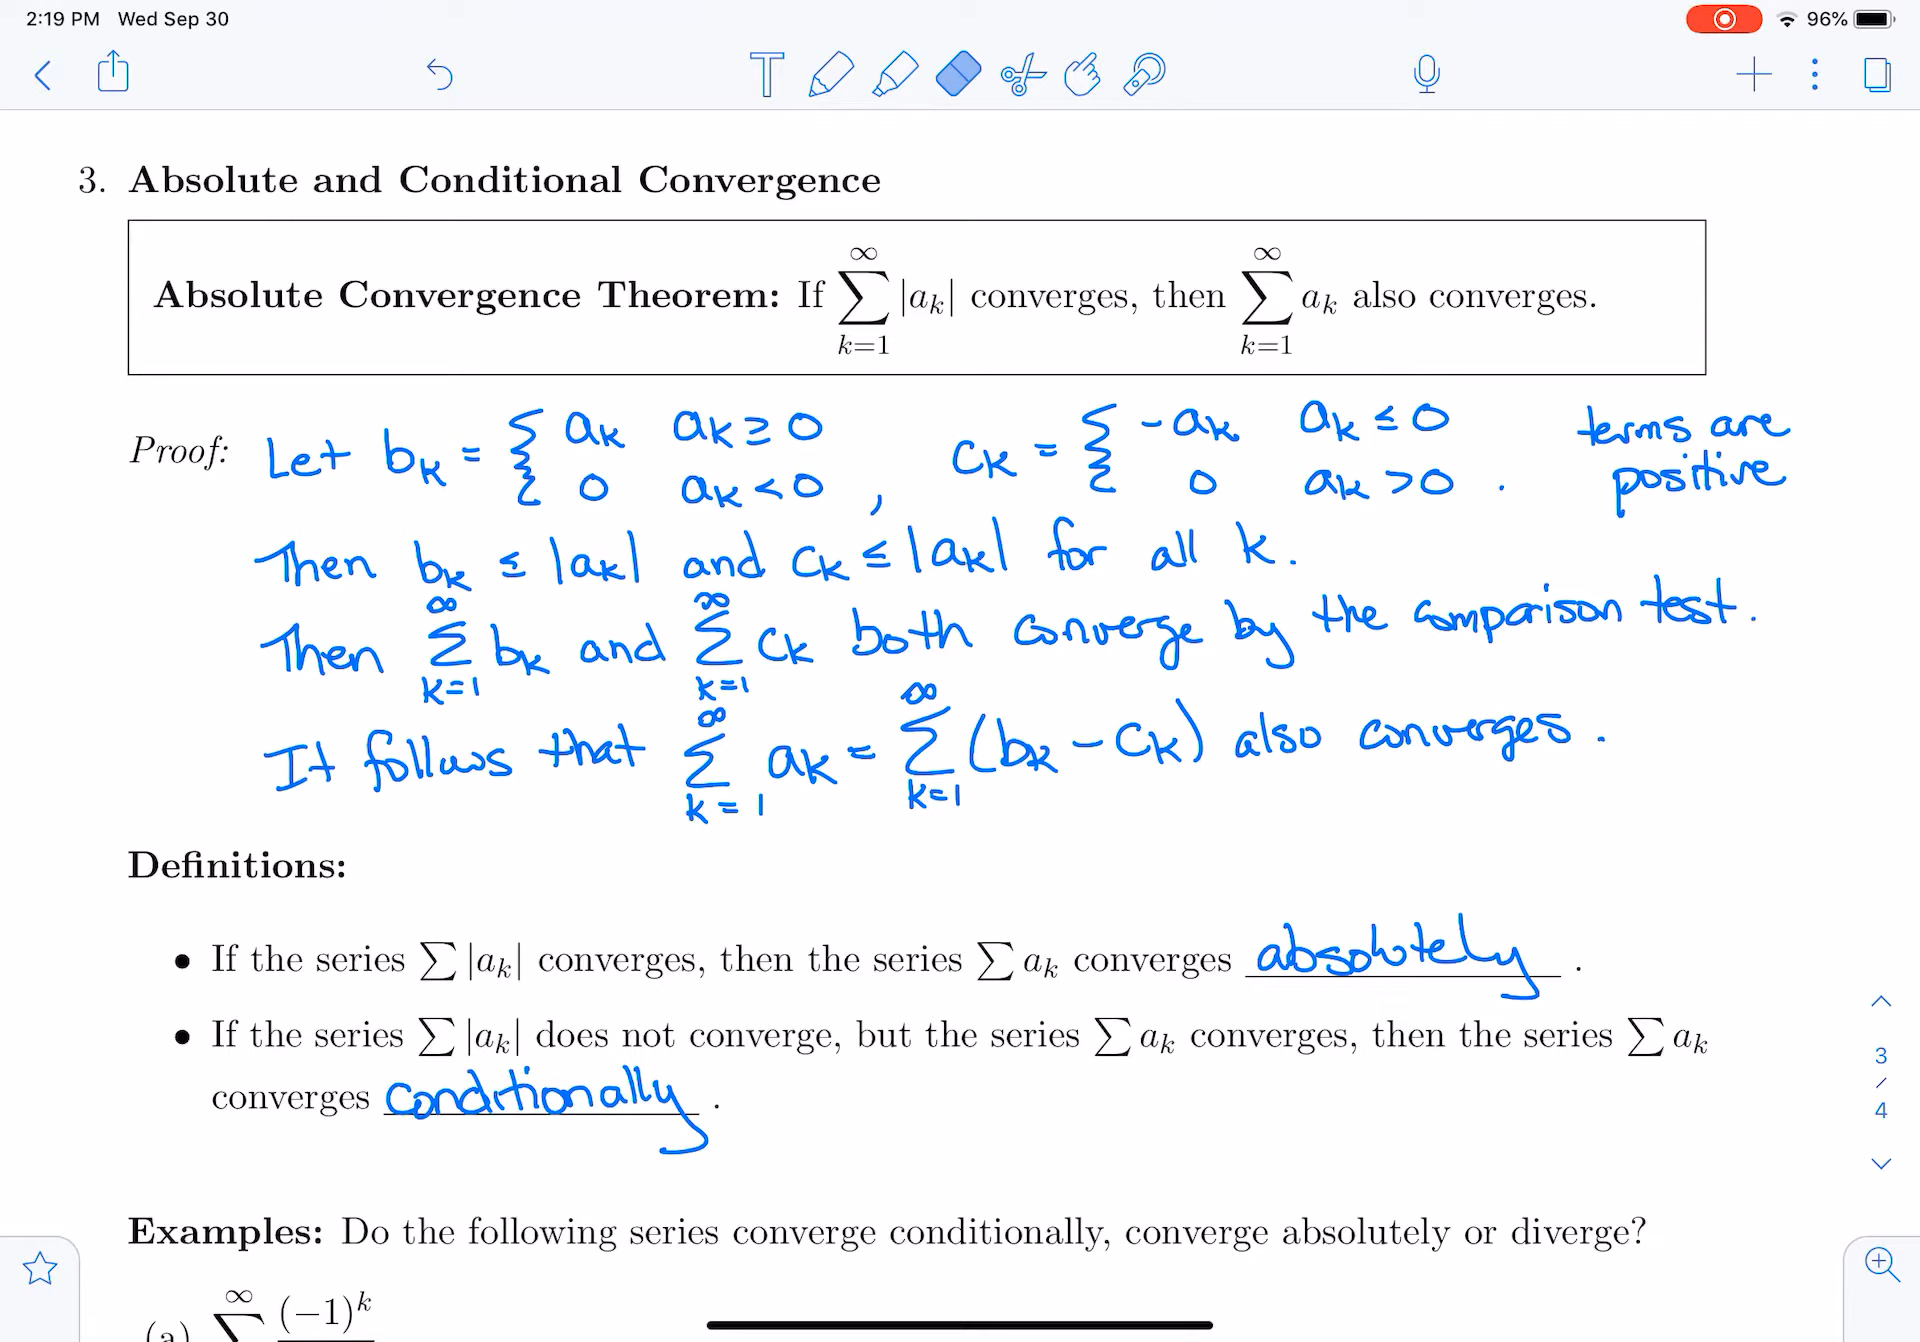 2:19 PM Wed Sep 30 96%
3. Absolute and Conditional Convergence
Absolute Convergence Theorem: If ∑_{k=1}^{∞} |a_k| converges, then ∑_{k=1}^{∞} a_k also converges.
Proof: Let b_k = { a_k a_k ≥ 0 ; 0 a_k < 0 , c_k = { -a_k a_k ≤ 0 ; 0 a_k > 0 . terms are positive
Then b_k ≤ |a_k| and c_k ≤ |a_k| for all k.
Then ∑_{k=1}^{∞} b_k and ∑_{k=1}^{∞} c_k both converge by the comparison test.
It follows that ∑_{k=1}^{∞} a_k = ∑_{k=1}^{∞} (b_k - c_k) also converges.
Definitions:
• If the series ∑ |a_k| converges, then the series ∑ a_k converges absolutely .
• If the series ∑ |a_k| does not converge, but the series ∑ a_k converges, then the series ∑ a_k
converges conditionally .
3 / 4
Examples: Do the following series converge conditionally, converge absolutely or diverge?
(a) ∑^{∞} (−1)^k